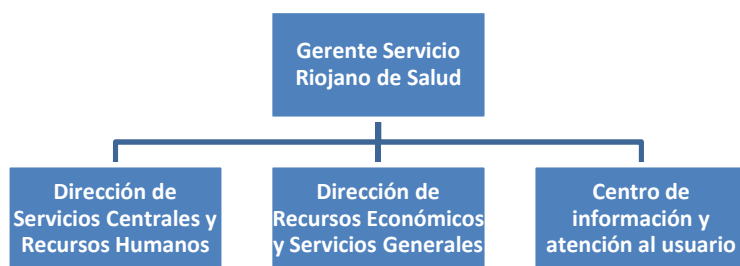 Gerente Servicio
Riojano de Salud
Dirección de
Servicios Centrales y
Recursos Humanos
Dirección de
Recursos Económicos
y Servicios Generales
Centro de
información y
atención al usuario